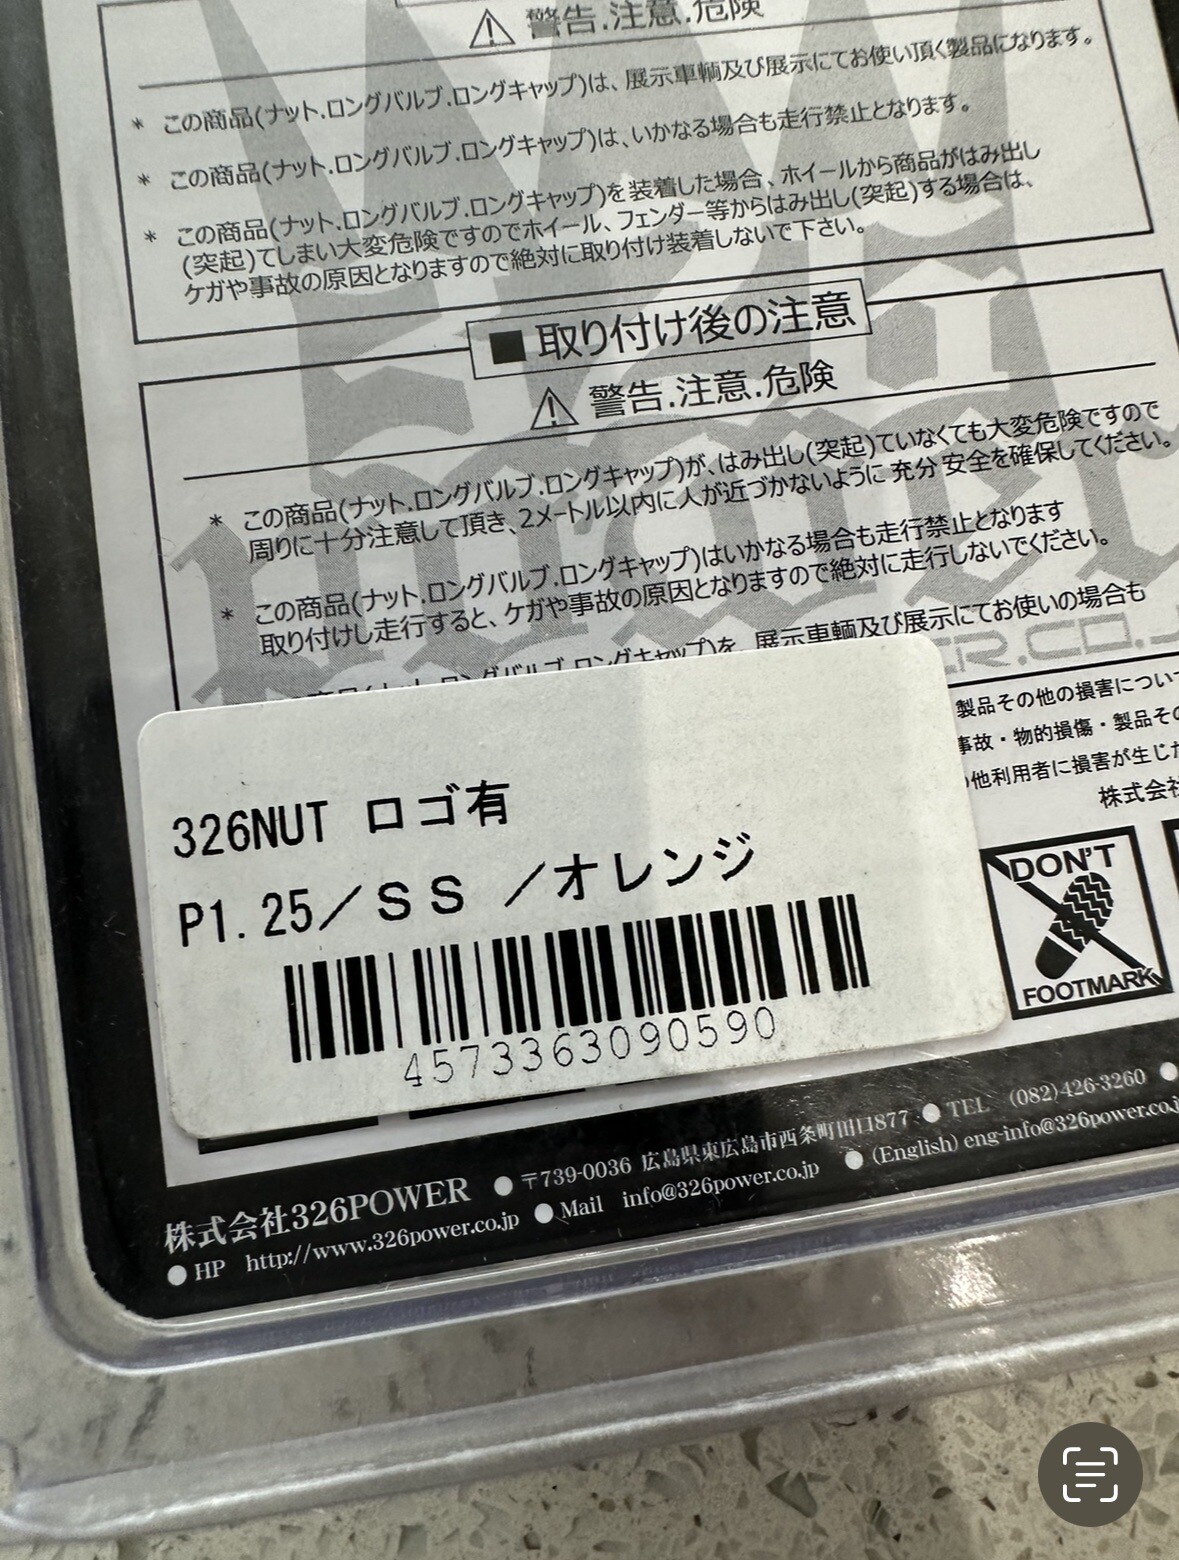 警告.注意.危険
* この商品(ナット.ロングバルブ.ロングキャップ)は、展示車輌及び展示にてお使い頂く製品になります。
* この商品(ナット.ロングバルブ.ロングキャップ)は、いかなる場合も走行禁止となります。
* この商品(ナット.ロングバルブ.ロングキャップ)を装着した場合、ホイールから商品がはみ出し
(突起)てしまい大変危険ですのでホイール、フェンダー等からはみ出し(突起)する場合は、
ケガや事故の原因となりますので絶対に取り付け装着しないで下さい。
■ 取り付け後の注意
警告.注意.危険
* この商品(ナット.ロングバルブ.ロングキャップ)が、はみ出し(突起)ていなくても大変危険ですので
周りに十分注意して頂き、2メートル以内に人が近づかないように 充分 安全を確保してください。
* この商品(ナット.ロングバルブ.ロングキャップ)はいかなる場合も走行禁止となります
取り付けし走行すると、ケガや事故の原因となりますので絶対に走行しないでください。
ングバルブ.ロングキャップ)を、展示車輌及び展示にてお使いの場合も
ER.CO.
製品その他の損害につい
事故・物的損傷・製品そ
他利用者に損害が生じ
株式会社
326NUT ロゴ有
P1.25／ＳＳ ／オレンジ
4573363090590
DON'T
FOOTMARK
株式会社326POWER ●〒739-0036 広島県東広島市西条町田口877 ●TEL (082)426-3260 ●
●HP http://www.326power.co.jp ●Mail info@326power.co.jp ●(English) eng-info@326power.co.j